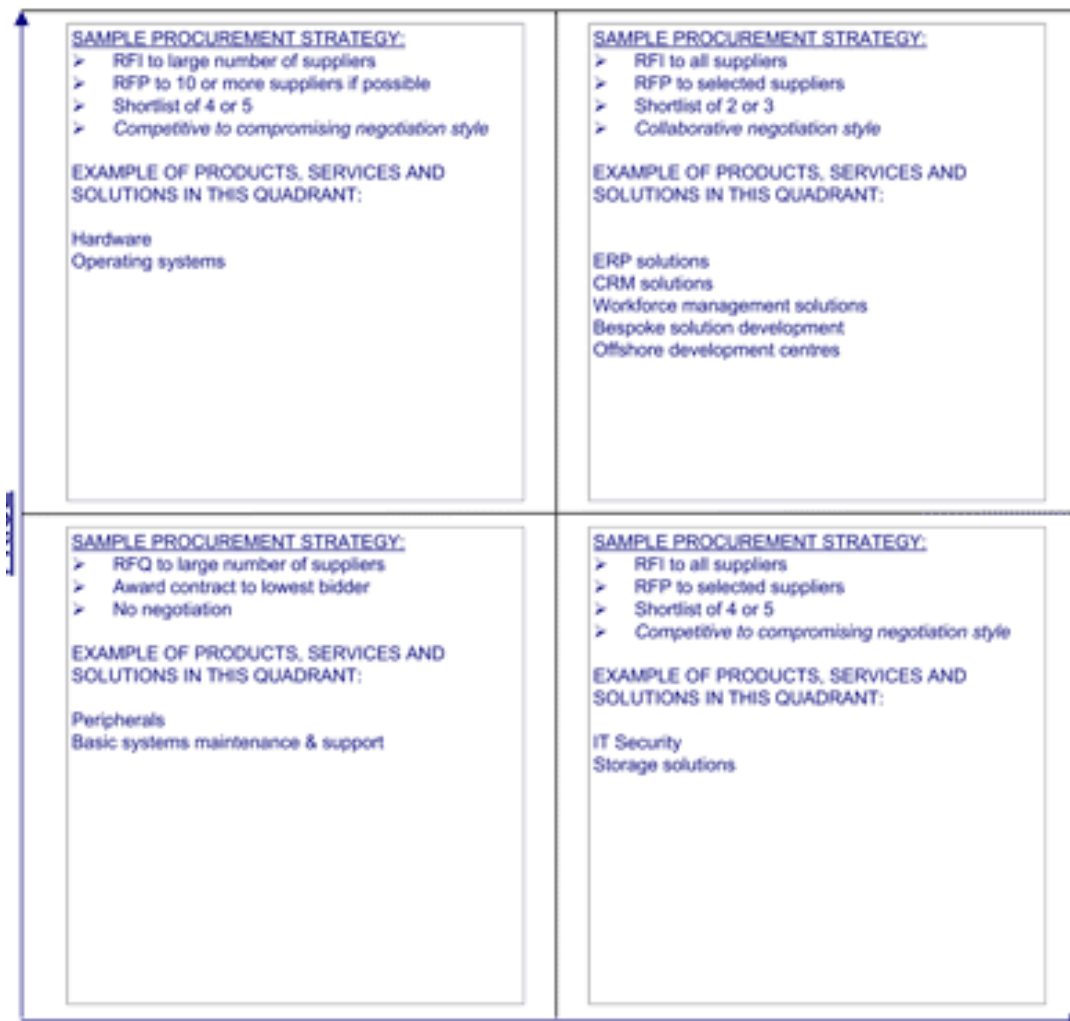 SAMPLE PROCUREMENT STRATEGY:
➢ RFI to large number of suppliers
➢ RFP to 10 or more suppliers if possible
➢ Shortlist of 4 or 5
➢ Competitive to compromising negotiation style
EXAMPLE OF PRODUCTS, SERVICES AND
SOLUTIONS IN THIS QUADRANT:
Hardware
Operating systems
SAMPLE PROCUREMENT STRATEGY:
➢ RFI to all suppliers
➢ RFP to selected suppliers
➢ Shortlist of 2 or 3
➢ Collaborative negotiation style
EXAMPLE OF PRODUCTS, SERVICES AND
SOLUTIONS IN THIS QUADRANT:
ERP solutions
CRM solutions
Workforce management solutions
Bespoke solution development
Offshore development centres
SAMPLE PROCUREMENT STRATEGY:
➢ RFQ to large number of suppliers
➢ Award contract to lowest bidder
➢ No negotiation
EXAMPLE OF PRODUCTS, SERVICES AND
SOLUTIONS IN THIS QUADRANT:
Peripherals
Basic systems maintenance & support
SAMPLE PROCUREMENT STRATEGY:
➢ RFI to all suppliers
➢ RFP to selected suppliers
➢ Shortlist of 4 or 5
➢ Competitive to compromising negotiation style
EXAMPLE OF PRODUCTS, SERVICES AND
SOLUTIONS IN THIS QUADRANT:
IT Security
Storage solutions